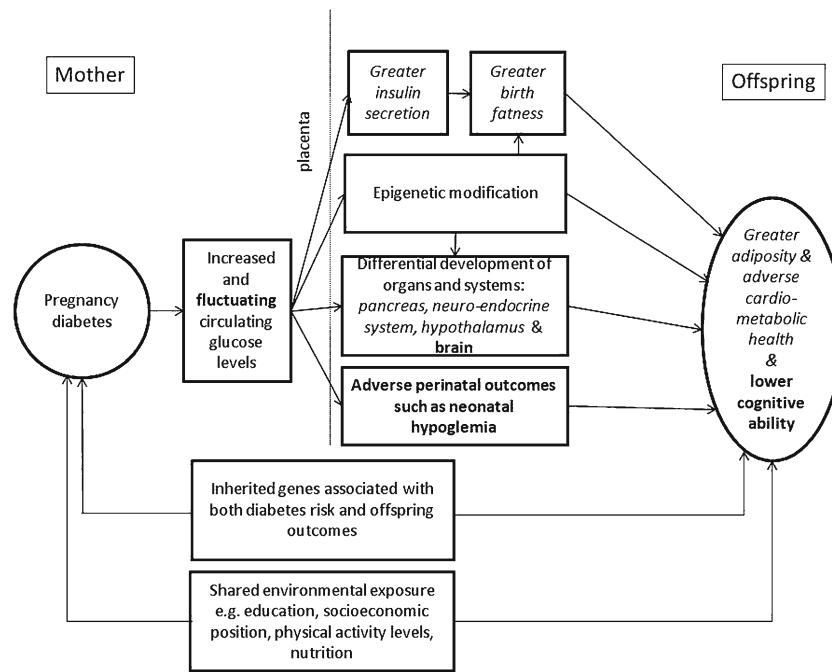 Mother
Offspring
placenta
Greater
insulin
secretion
Greater
birth
fatness
Epigenetic modification
Pregnancy
diabetes
Increased and
fluctuating
circulating
glucose
levels
Differential development of
organs and systems:
pancreas, neuro-endocrine
system, hypothalamus &
brain
Adverse perinatal outcomes
such as neonatal
hypoglemia
Greater
adiposity &
adverse
cardio-
metabolic
health
&
lower
cognitive
ability
Inherited genes associated with
both diabetes risk and offspring
outcomes
Shared environmental exposure
e.g. education, socioeconomic
position, physical activity levels,
nutrition